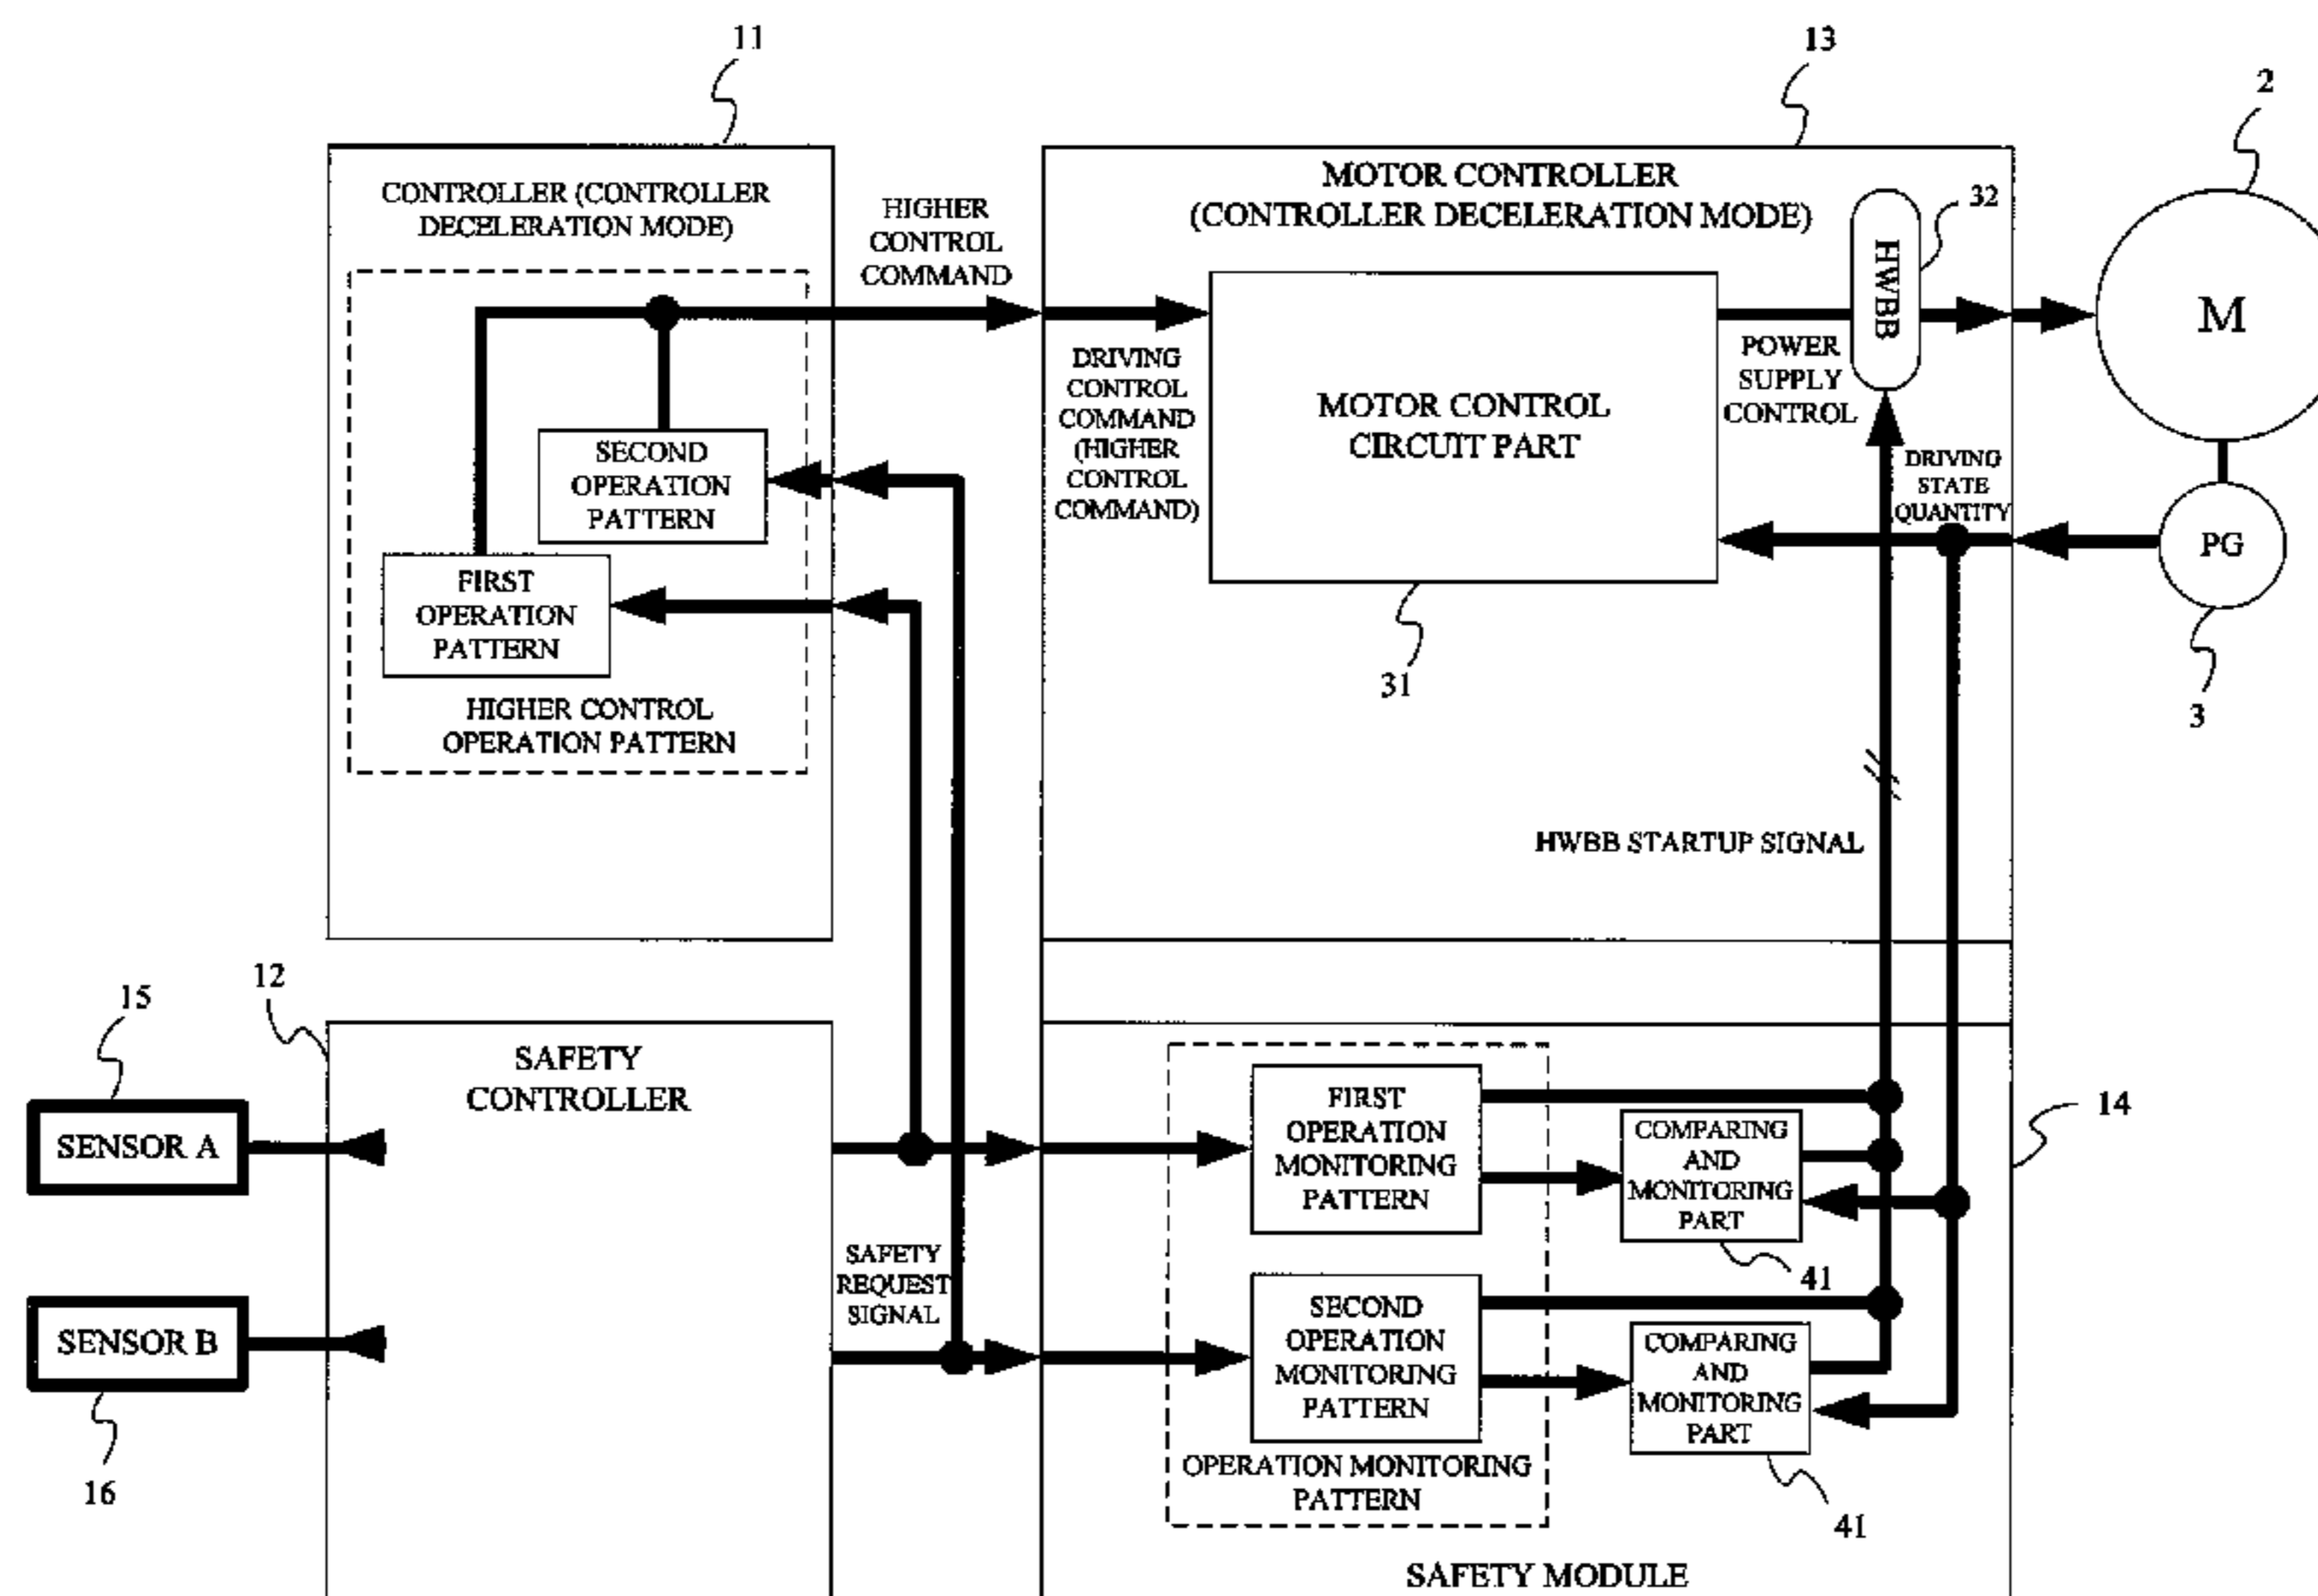 11
13
2
CONTROLLER (CONTROLLER
DECELERATION MODE)
HIGHER
CONTROL
COMMAND
MOTOR CONTROLLER
(CONTROLLER DECELERATION MODE)
32
HWBB
M
DRIVING
CONTROL
COMMAND
(HIGHER
CONTROL
COMMAND)
MOTOR CONTROL
CIRCUIT PART
POWER
SUPPLY
CONTROL
SECOND
OPERATION
PATTERN
DRIVING
STATE
QUANTITY
PG
FIRST
OPERATION
PATTERN
31
3
HIGHER CONTROL
OPERATION PATTERN
HWBB STARTUP SIGNAL
15
12
SAFETY
CONTROLLER
SENSOR A
FIRST
OPERATION
MONITORING
PATTERN
COMPARING
AND
MONITORING
PART
14
41
SAFETY
REQUEST
SIGNAL
SENSOR B
16
SECOND
OPERATION
MONITORING
PATTERN
COMPARING
AND
MONITORING
PART
41
OPERATION MONITORING
PATTERN
SAFETY MODULE